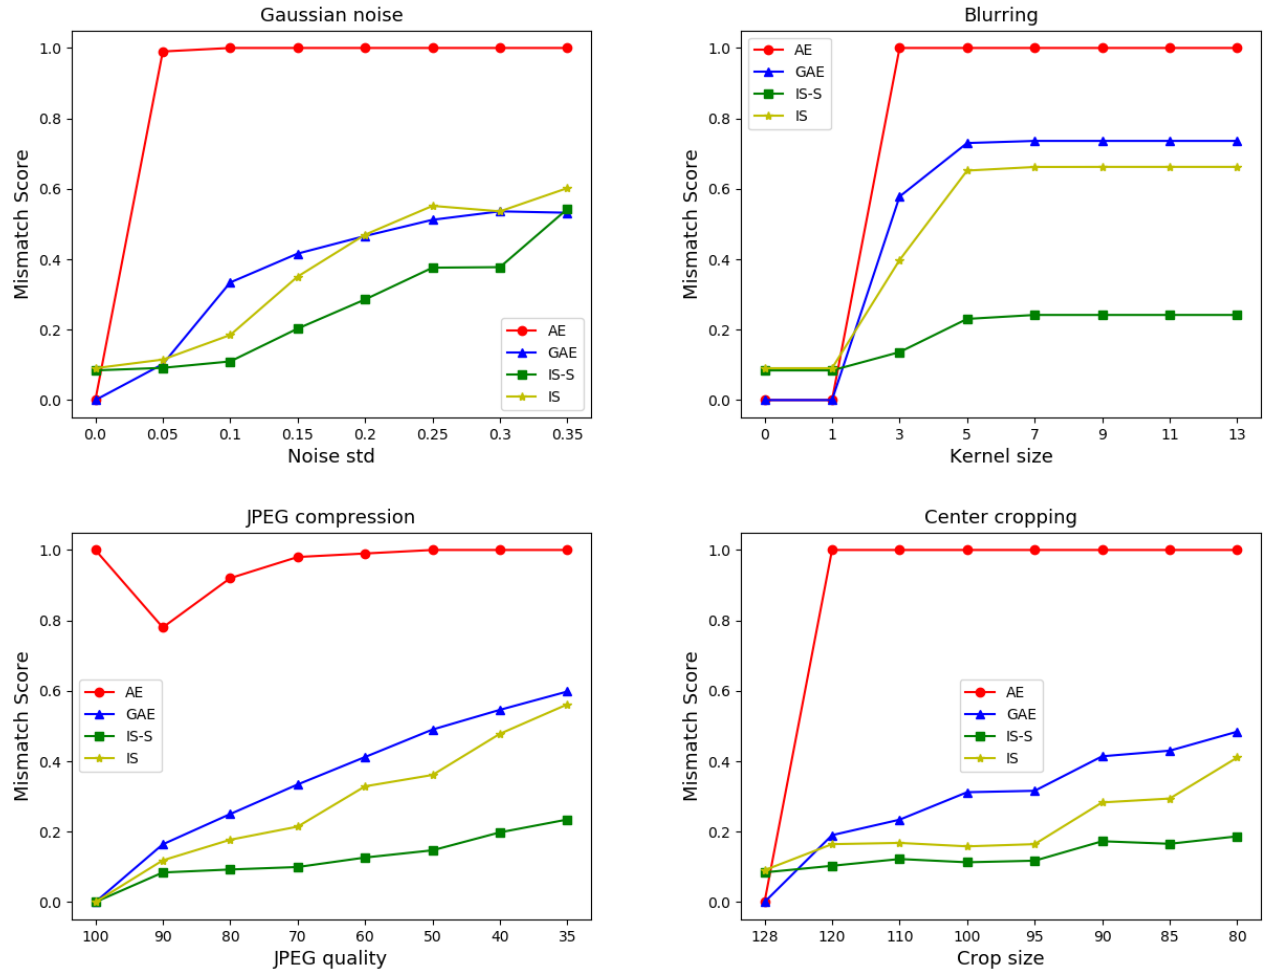 Gaussian noise
Mismatch Score
1.0
0.8
0.6
0.4
0.2
0.0
AE
GAE
IS-S
IS
0.0 0.05 0.1 0.15 0.2 0.25 0.3 0.35
Noise std
Blurring
Mismatch Score
1.0
0.8
0.6
0.4
0.2
0.0
AE
GAE
IS-S
IS
0 1 3 5 7 9 11 13
Kernel size
JPEG compression
Mismatch Score
1.0
0.8
0.6
0.4
0.2
0.0
AE
GAE
IS-S
IS
100 90 80 70 60 50 40 35
JPEG quality
Center cropping
Mismatch Score
1.0
0.8
0.6
0.4
0.2
0.0
AE
GAE
IS-S
IS
128 120 110 100 95 90 85 80
Crop size